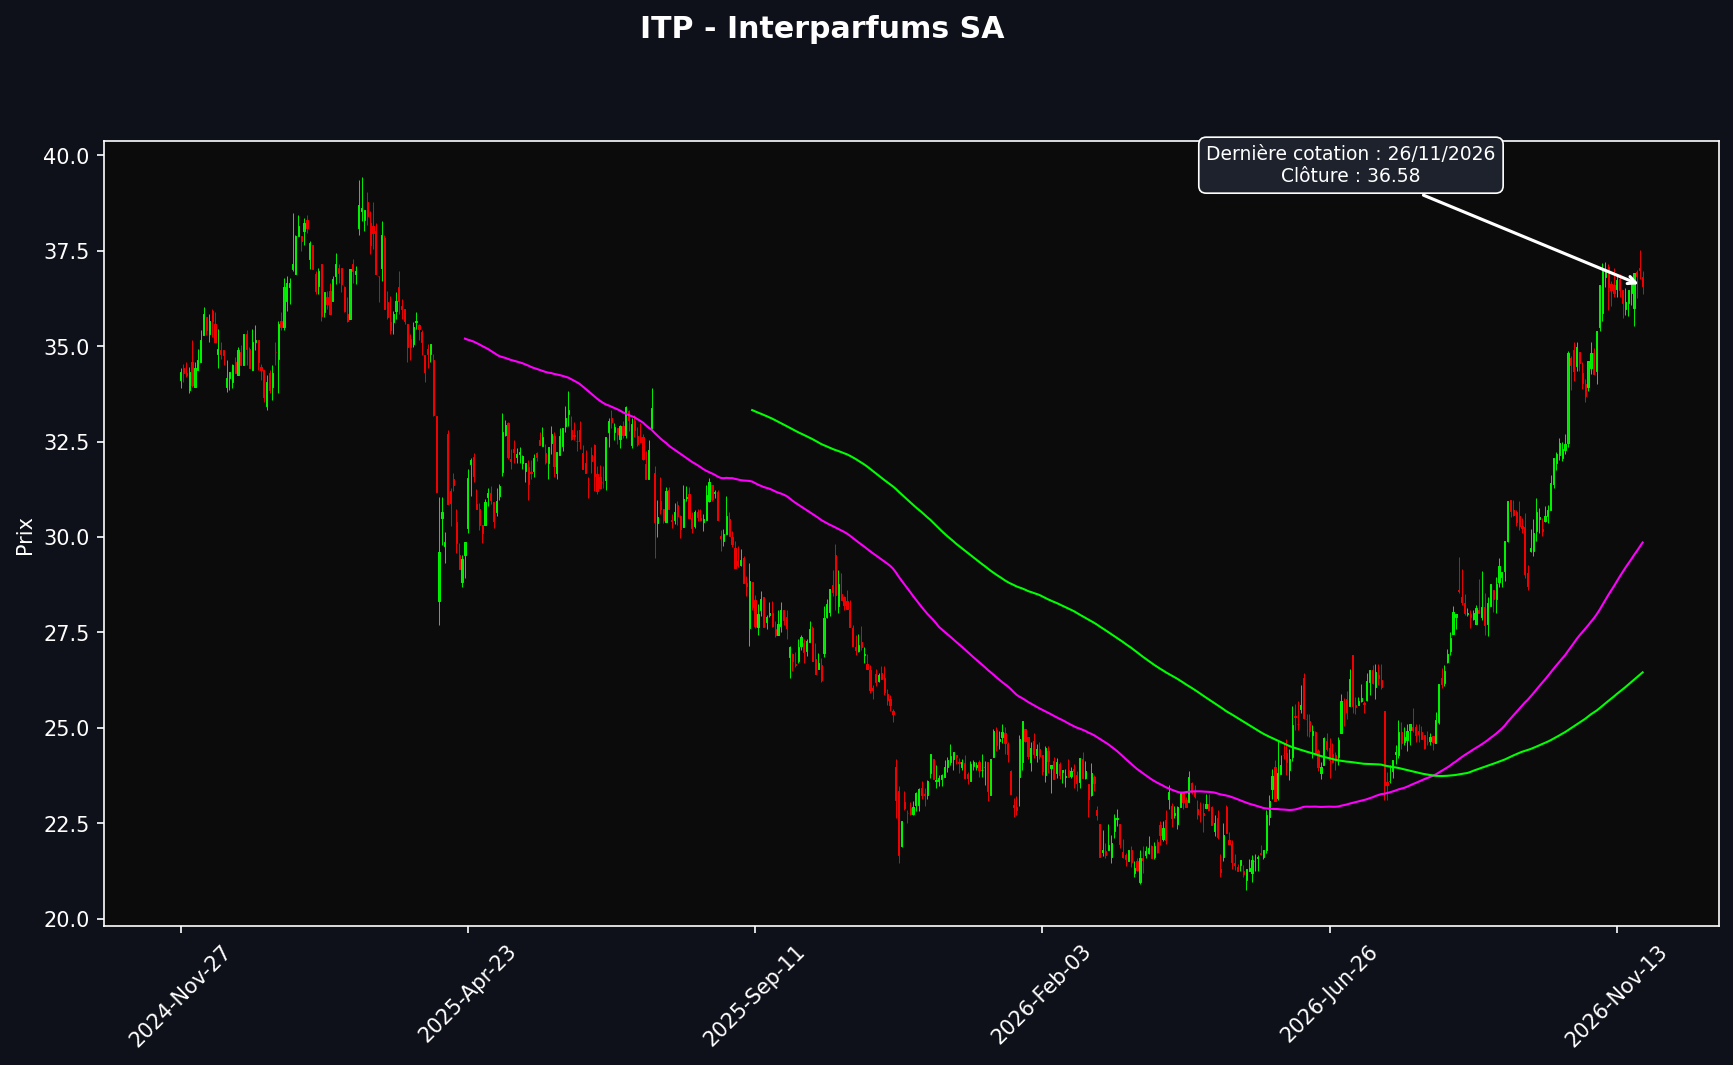 ITP - Interparfums SA
Dernière cotation : 26/11/2026
Clôture : 36.58
Prix
40.0
37.5
35.0
32.5
30.0
27.5
25.0
22.5
20.0
2024-Nov-27
2025-Apr-23
2025-Sep-11
2026-Feb-03
2026-Jun-26
2026-Nov-13